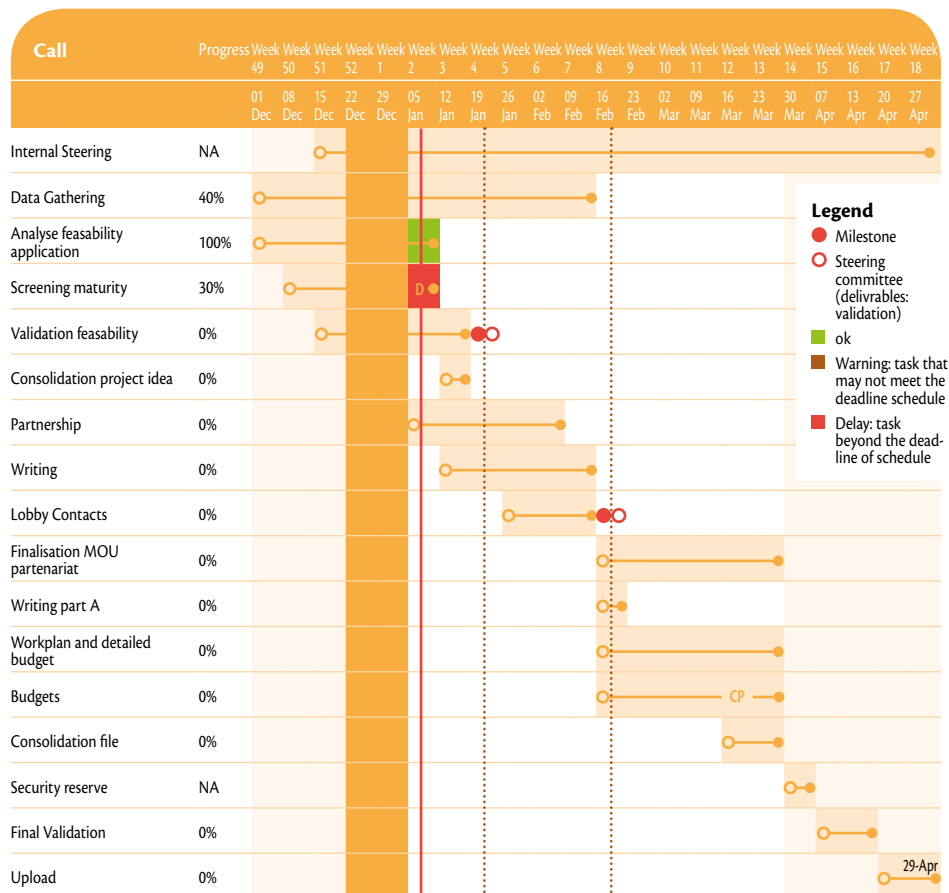 Call Progress Week Week Week Week Week Week Week Week Week Week Week Week Week Week Week Week Week Week Week Week Week Week
49 50 51 52 1 2 3 4 5 6 7 8 9 10 11 12 13 14 15 16 17 18
01 08 15 22 29 05 12 19 26 02 09 16 23 02 09 16 23 30 07 13 20 27
Dec Dec Dec Dec Dec Jan Jan Jan Jan Feb Feb Feb Feb Mar Mar Mar Mar Mar Apr Apr Apr Apr
Internal Steering NA
Data Gathering 40%
Analyse feasability
application 100%
Screening maturity 30% D
Validation feasability 0%
Consolidation project idea 0%
Partnership 0%
Writing 0%
Lobby Contacts 0%
Finalisation MOU
partenariat 0%
Writing part A 0%
Workplan and detailed
budget 0%
Budgets 0% CP
Consolidation file 0%
Security reserve NA
Final Validation 0%
Upload 0% 29-Apr
Legend
Milestone
Steering
committee
(delivrables:
validation)
ok
Warning: task that
may not meet the
deadline schedule
Delay: task
beyond the dead-
line of schedule